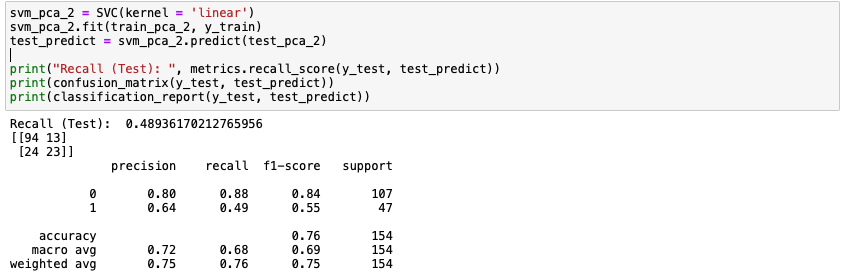 svm_pca_2 = SVC(kernel = 'linear')
svm_pca_2.fit(train_pca_2, y_train)
test_predict = svm_pca_2.predict(test_pca_2)
print("Recall (Test): ", metrics.recall_score(y_test, test_predict))
print(confusion_matrix(y_test, test_predict))
print(classification_report(y_test, test_predict))
Recall (Test):  0.48936170212765956
[[94 13]
 [24 23]]
              precision    recall  f1-score   support
           0       0.80      0.88      0.84       107
           1       0.64      0.49      0.55        47
    accuracy                           0.76       154
   macro avg       0.72      0.68      0.69       154
weighted avg       0.75      0.76      0.75       154